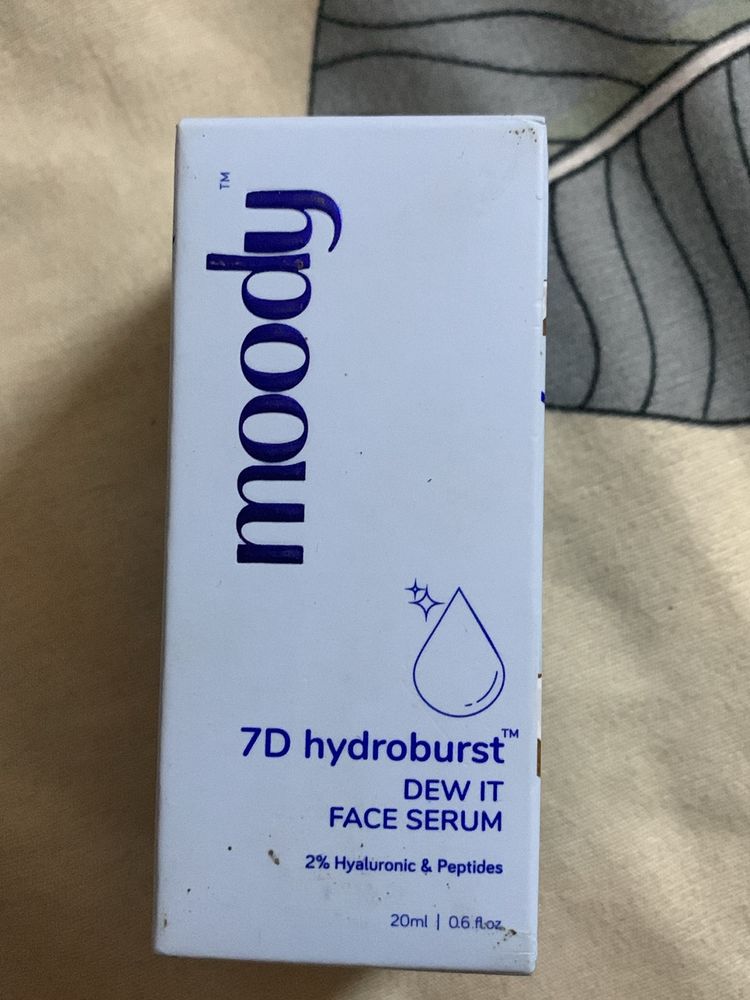 moody™
7D hydroburst™
DEW IT
FACE SERUM
2% Hyaluronic & Peptides
20ml | 0.6 fl.oz